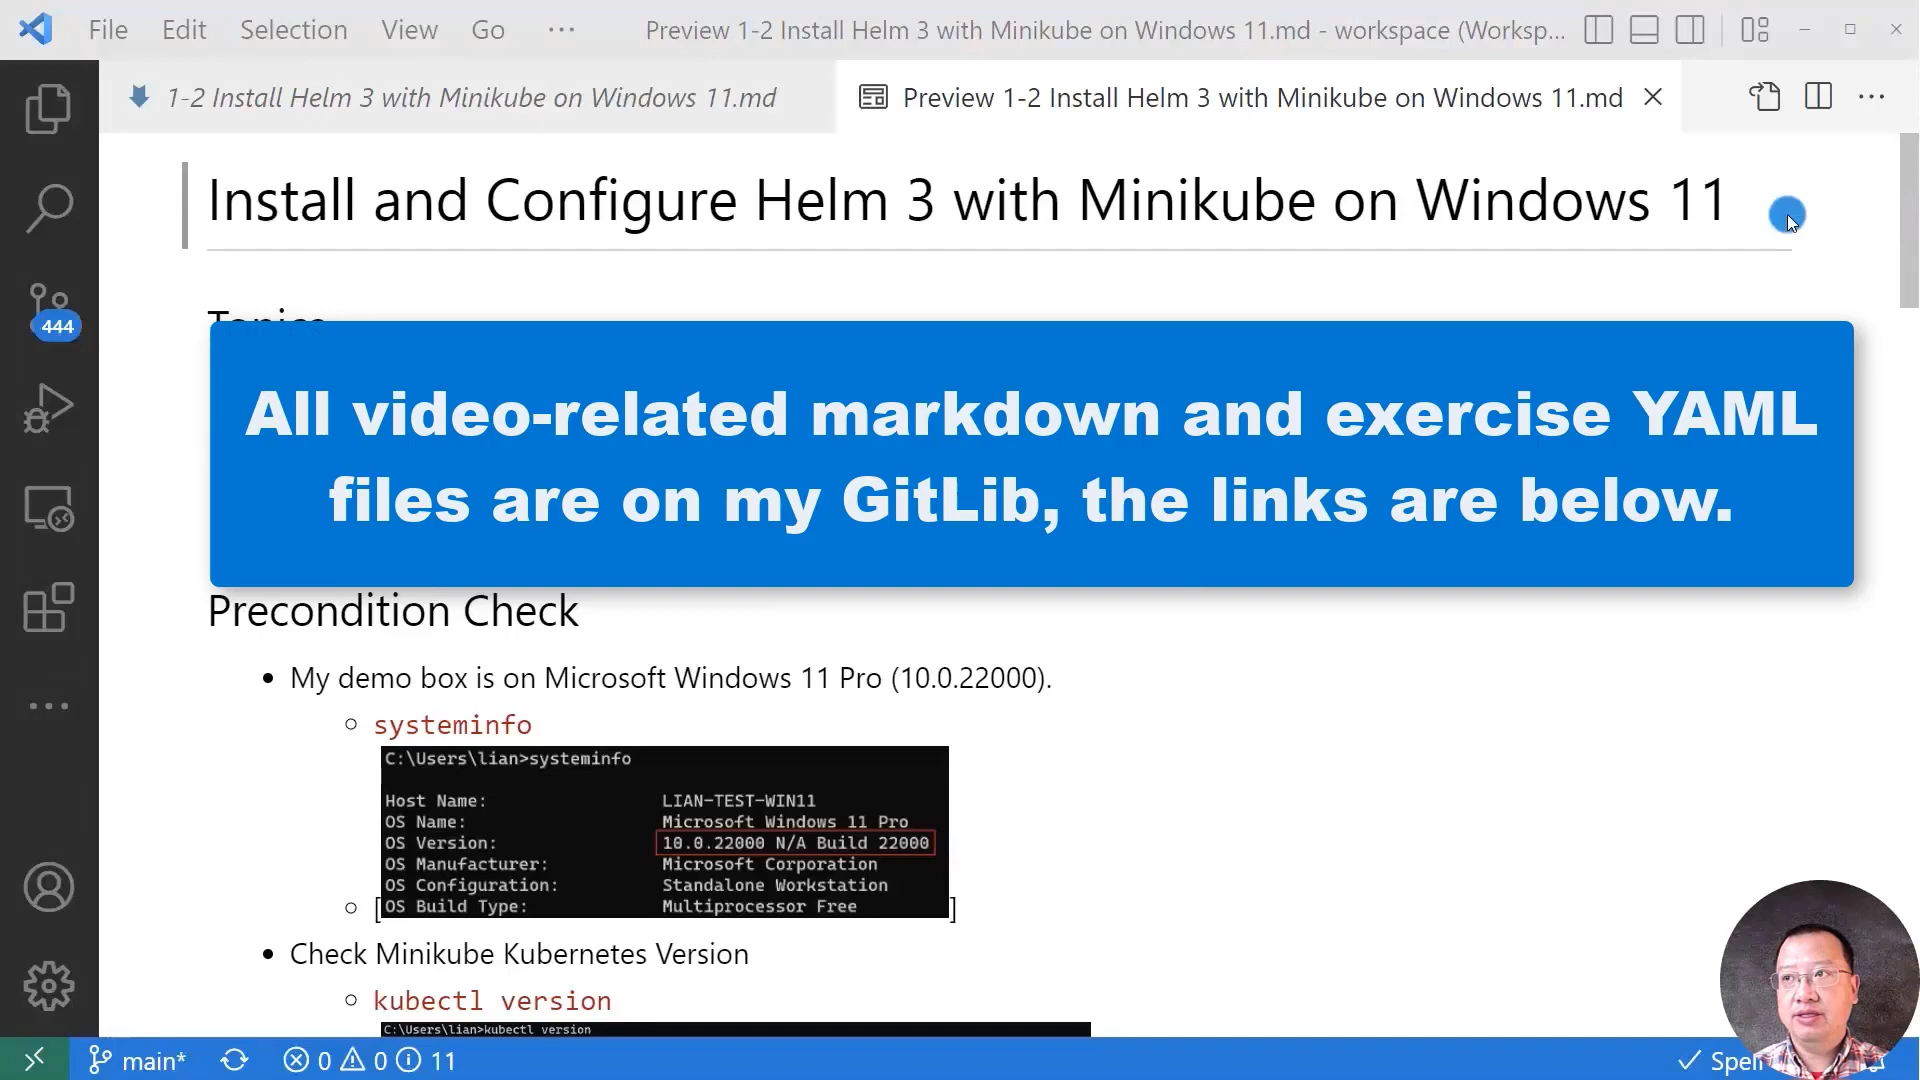 File Edit Selection View Go ··· Preview 1-2 Install Helm 3 with Minikube on Windows 11.md - workspace (Worksp...
1-2 Install Helm 3 with Minikube on Windows 11.md
Preview 1-2 Install Helm 3 with Minikube on Windows 11.md
Install and Configure Helm 3 with Minikube on Windows 11
Topics
444
All video-related markdown and exercise YAML
files are on my GitLib, the links are below.
Precondition Check
• My demo box is on Microsoft Windows 11 Pro (10.0.22000).
systeminfo
C:\Users\lian>systeminfo
Host Name: LIAN-TEST-WIN11
OS Name: Microsoft Windows 11 Pro
OS Version: 10.0.22000 N/A Build 22000
OS Manufacturer: Microsoft Corporation
OS Configuration: Standalone Workstation
[OS Build Type: Multiprocessor Free]
• Check Minikube Kubernetes Version
kubectl version
C:\Users\lian>kubectl version
main* 0 0 11